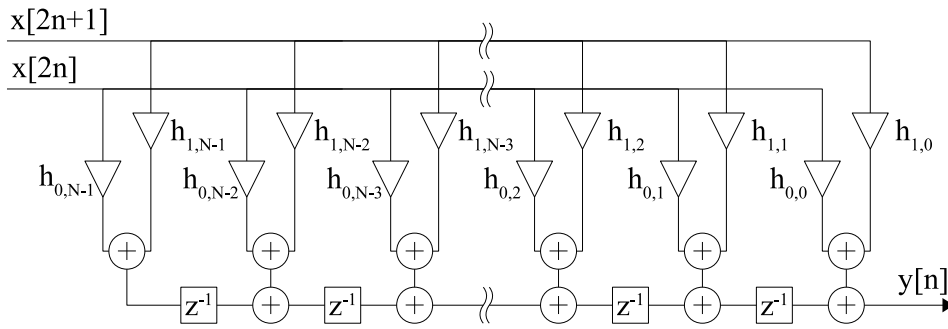 x[2n+1]
x[2n]
h1,N-1 h1,N-2 h1,N-3 h1,2 h1,1 h1,0
h0,N-1 h0,N-2 h0,N-3 h0,2 h0,1 h0,0
+ + + + + +
y[n]
z-1 + z-1 + + z-1 + z-1 +